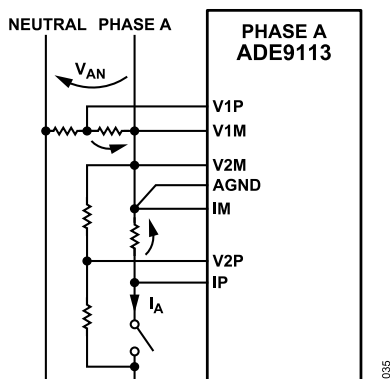 NEUTRAL PHASE A
PHASE A
ADE9113
VAN
V1P
V1M
V2M
AGND
IM
V2P
IP
IA
035